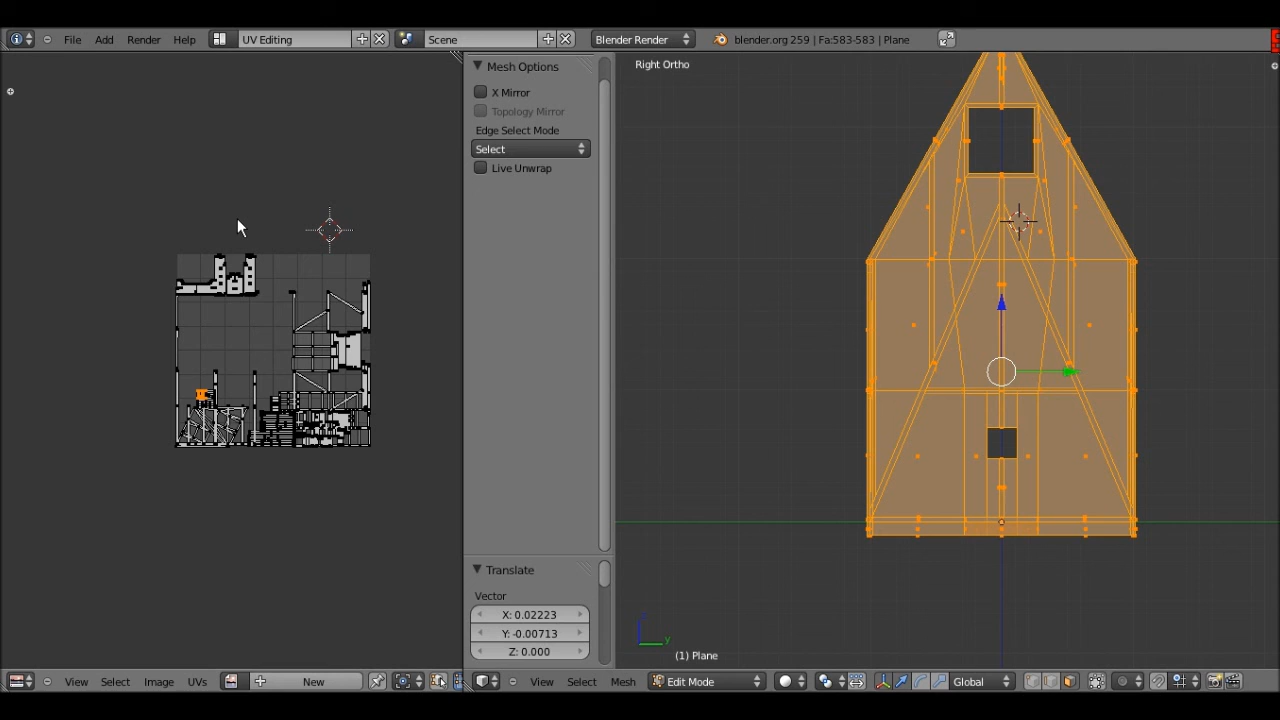 File Add Render Help UV Editing Scene Blender Render blender.org 259 | Fa:583-583 | Plane
Mesh Options
X Mirror
Topology Mirror
Edge Select Mode
Select
Live Unwrap
Right Ortho
Translate
Vector
X: 0.02223
Y: -0.00713
Z: 0.000
y
(1) Plane
View Select Image UVs New View Select Mesh Edit Mode Global